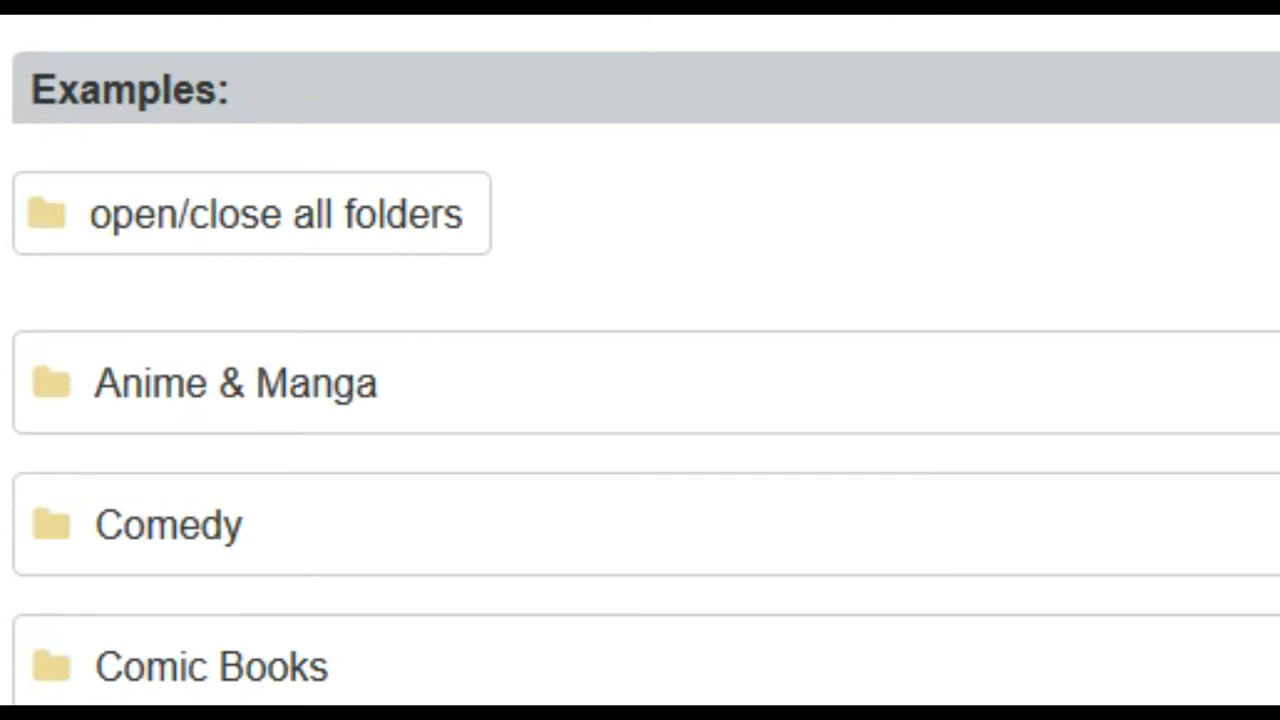 Examples:
open/close all folders
Anime & Manga
Comedy
Comic Books